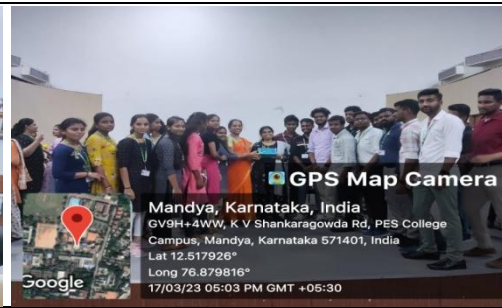 GPS Map Camera
Mandya, Karnataka, India
GV9H+4WW, K V Shankaragowda Rd, PES College
Campus, Mandya, Karnataka 571401, India
Lat 12.517926°
Long 76.879816°
17/03/23 05:03 PM GMT +05:30
Google